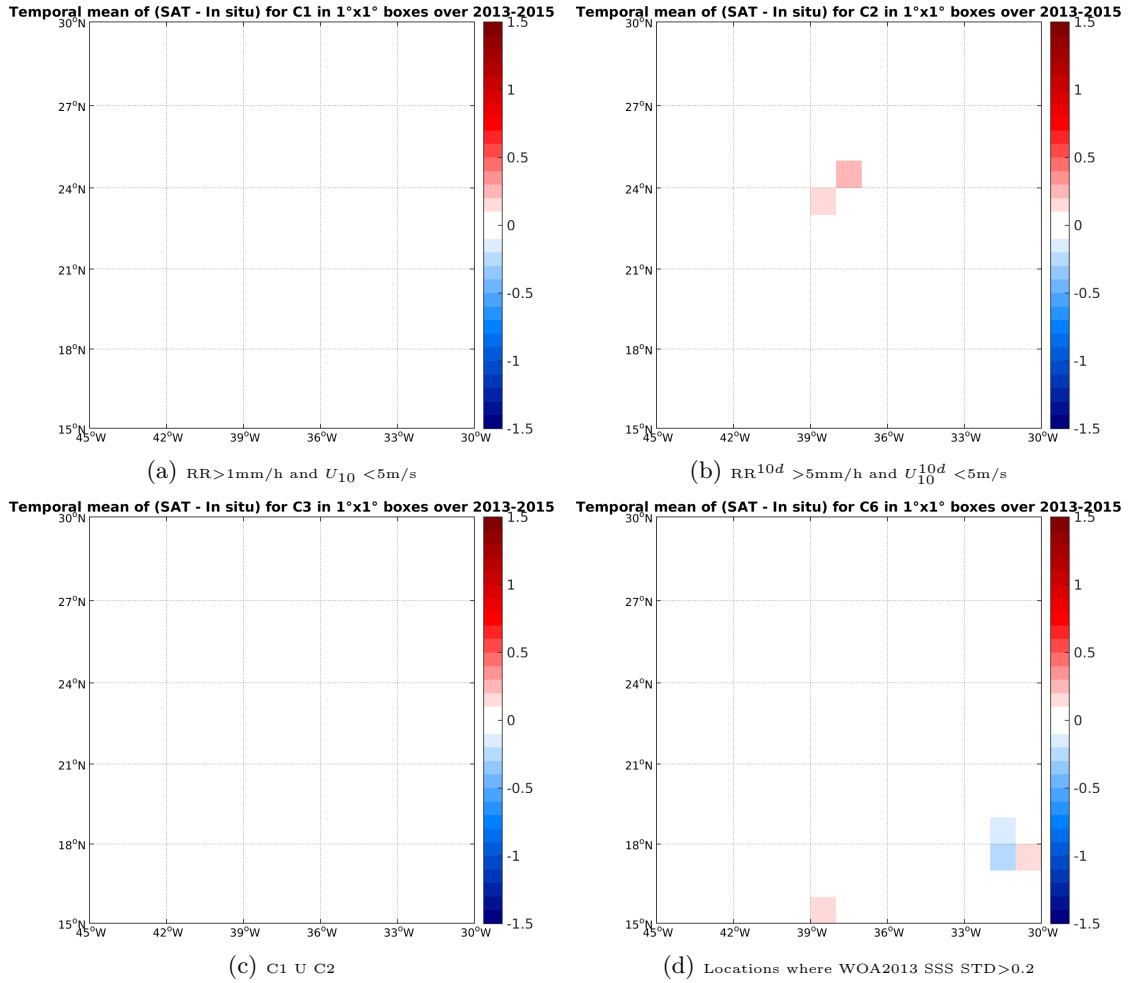 Temporal mean of (SAT - In situ) for C1 in 1°x1° boxes over 2013-2015
30°N
27°N
24°N
21°N
18°N
15°N
45°W 42°W 39°W 36°W 33°W 30°W
1.5
1
0.5
0
-0.5
-1
-1.5
(a) RR>1mm/h and U10 <5m/s
Temporal mean of (SAT - In situ) for C2 in 1°x1° boxes over 2013-2015
30°N
27°N
24°N
21°N
18°N
15°N
45°W 42°W 39°W 36°W 33°W 30°W
1.5
1
0.5
0
-0.5
-1
-1.5
(b) RR^10d >5mm/h and U10^10d <5m/s
Temporal mean of (SAT - In situ) for C3 in 1°x1° boxes over 2013-2015
30°N
27°N
24°N
21°N
18°N
15°N
45°W 42°W 39°W 36°W 33°W 30°W
1.5
1
0.5
0
-0.5
-1
-1.5
(c) C1 U C2
Temporal mean of (SAT - In situ) for C6 in 1°x1° boxes over 2013-2015
30°N
27°N
24°N
21°N
18°N
15°N
45°W 42°W 39°W 36°W 33°W 30°W
1.5
1
0.5
0
-0.5
-1
-1.5
(d) Locations where WOA2013 SSS STD>0.2